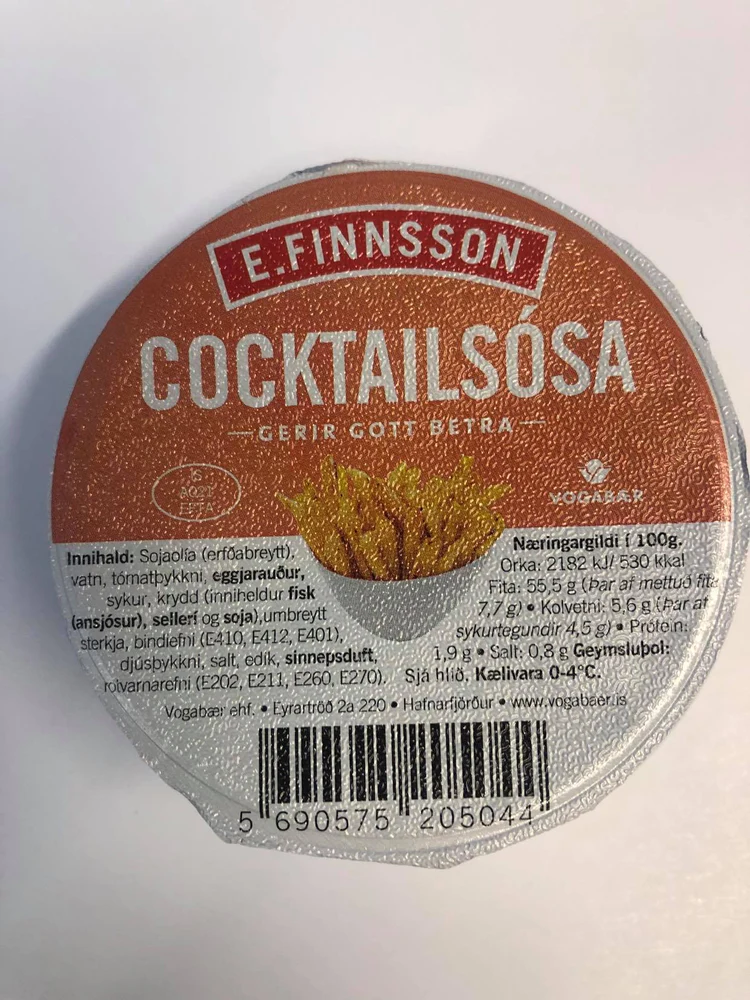 E.FINNSSON
COCKTAILSÓSA
GERIR GOTT BETRA
IS
A021
EFTA
VOGABÆR
Innihald: Sojaolía (erfðabreytt),
vatn, tómatþykkni, eggjarauður,
sykur, krydd (inniheldur fisk
(ansjósur), selleri og soja), umbreytt
sterkja, bindiefni (E410, E412, E401),
djúsþykkni, salt, edik, sinnepsduft,
rotvarnarefni (E202, E211, E260, E270).
Næringargildi í 100g.
Orka: 2182 kJ/ 530 kkal
Fita: 55,5 g (Þar af mettuð fita
7,7 g) • Kolvetni: 5,6 g (Þar af
sykurtegundir 4,5 g) • Prótein:
1,9 g • Salt: 0,8 g Geymsluþol:
Sjá hlið. Kælivara 0-4°C.
Vogabær ehf. • Eyrartröð 2a 220 • Hafnarfjörður • www.vogabaer.is
5 690575 205044